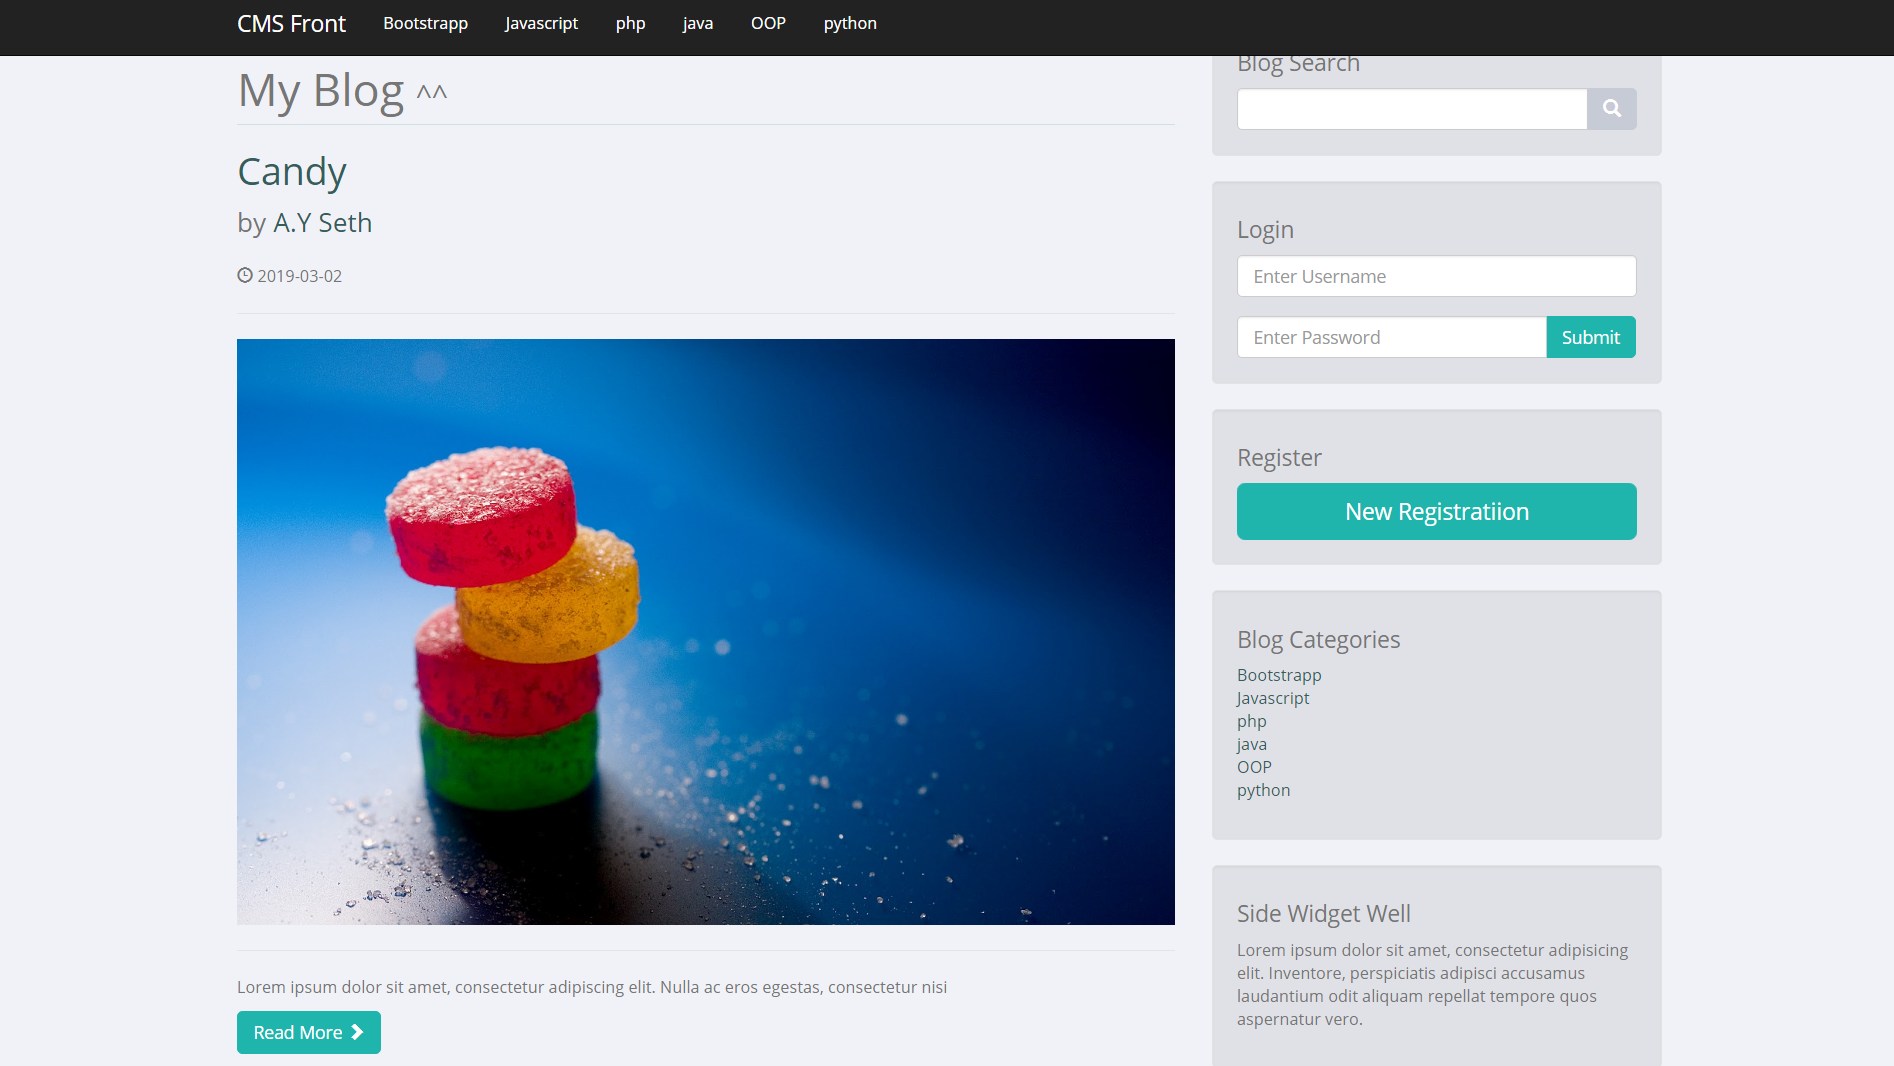 CMS Front Bootstrapp Javascript php java OOP python
My Blog ^^
Candy
by A.Y Seth
2019-03-02
Lorem ipsum dolor sit amet, consectetur adipiscing elit. Nulla ac eros egestas, consectetur nisi
Read More
Blog Search
Login
Enter Username
Enter Password Submit
Register
New Registratiion
Blog Categories
Bootstrapp
Javascript
php
java
OOP
python
Side Widget Well
Lorem ipsum dolor sit amet, consectetur adipisicing
elit. Inventore, perspiciatis adipisci accusamus
laudantium odit aliquam repellat tempore quos
aspernatur vero.